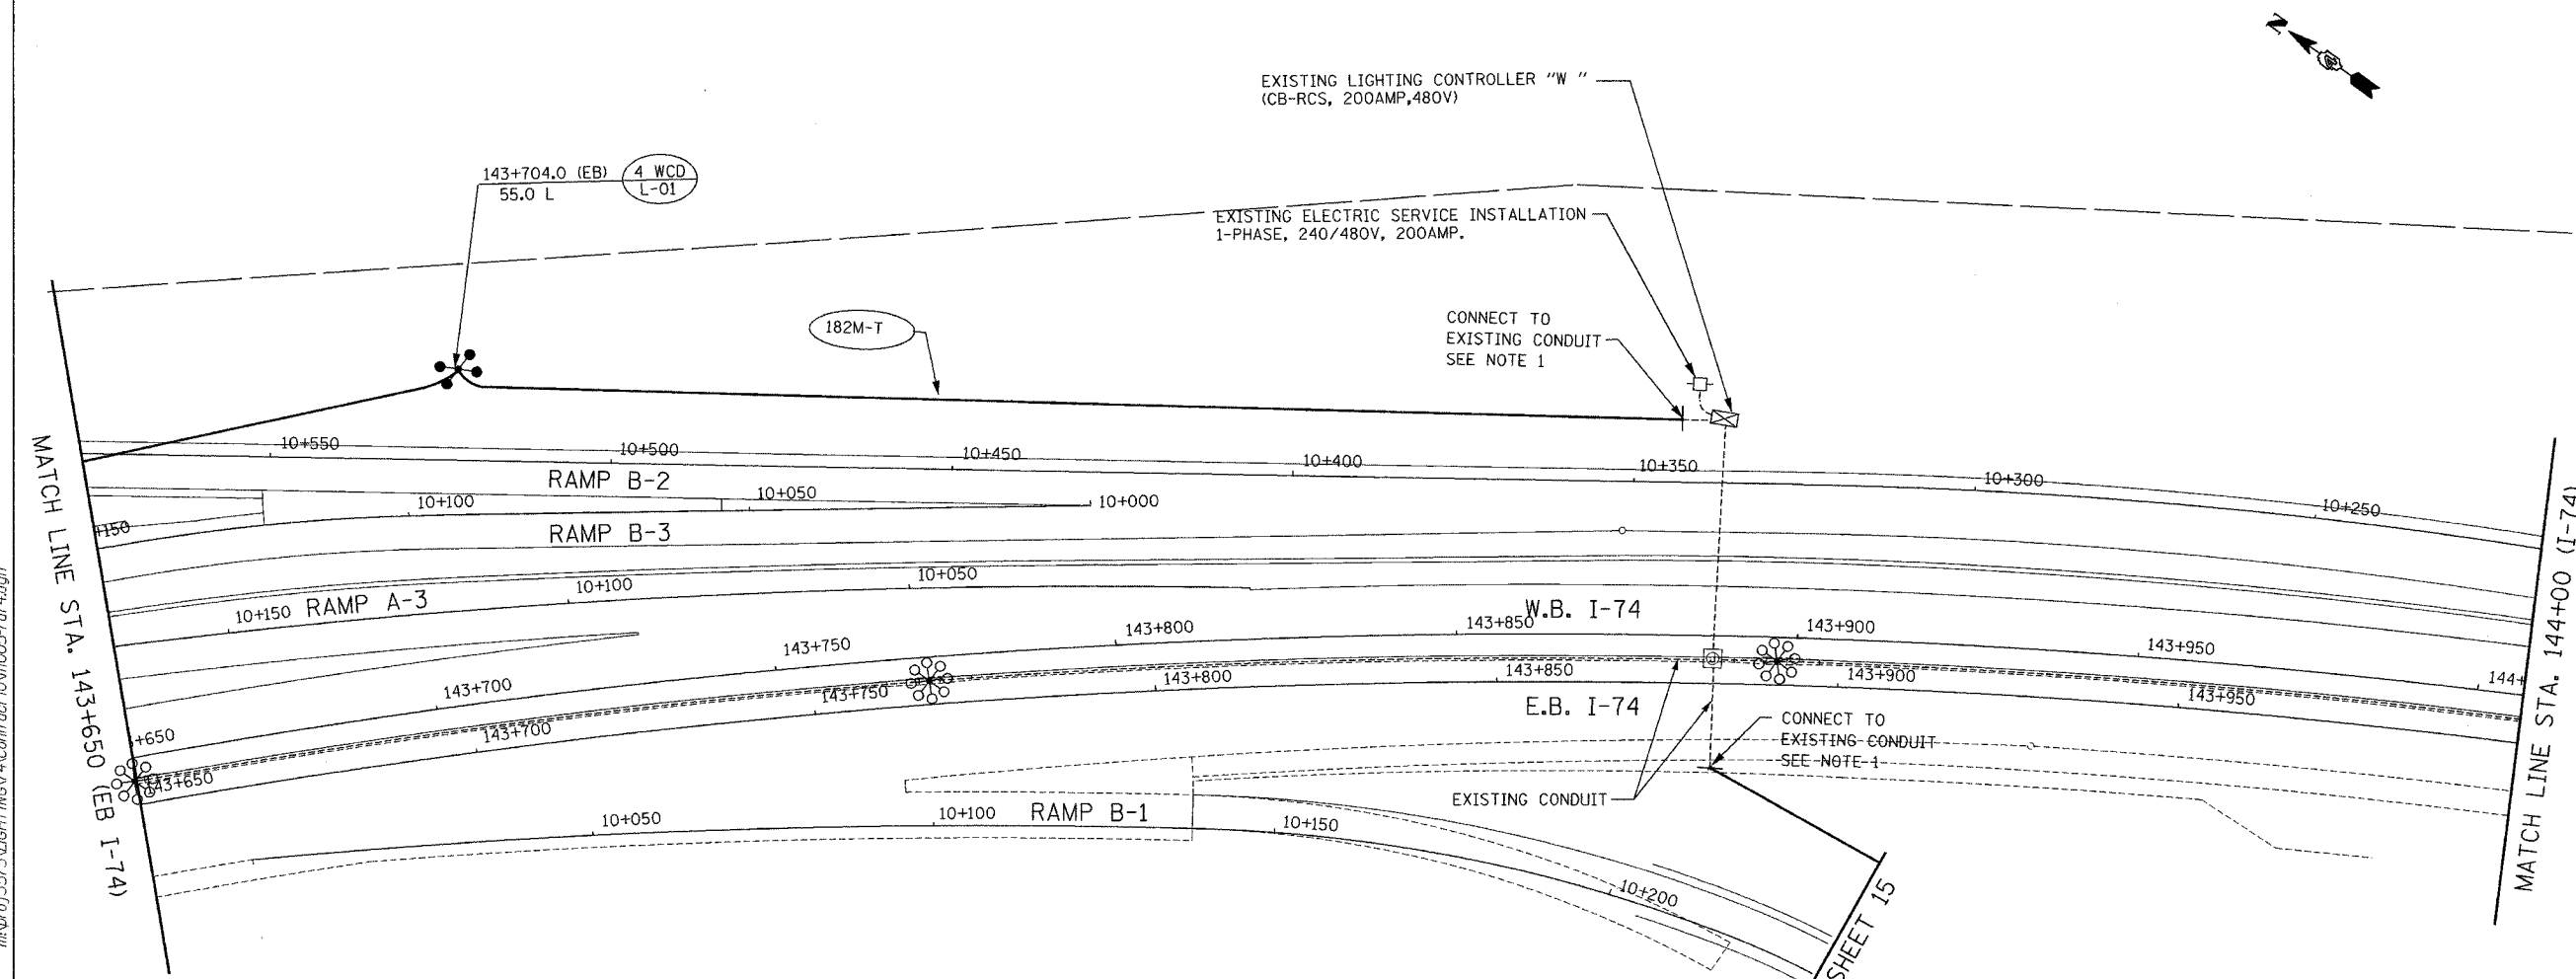 N
EXISTING LIGHTING CONTROLLER "W "
(CB-RCS, 200AMP,480V)
143+704.0 (EB)
55.0 L
4 WCD
L-01
EXISTING ELECTRIC SERVICE INSTALLATION
1-PHASE, 240/480V, 200AMP.
182M-T
CONNECT TO
EXISTING CONDUIT
SEE NOTE 1
MATCH LINE STA. 143+650 (EB I-74)
10+550
10+500
10+450
10+400
10+350
10+300
10+250
RAMP B-2
10+100
10+050
10+000
+150
RAMP B-3
10+150
RAMP A-3
10+100
10+050
W.B. I-74
+650
143+700
143+750
143+800
143+850
143+900
143+950
144+
143+650
143+700
143+750
143+800
143+850
143+900
143+950
E.B. I-74
CONNECT TO
EXISTING CONDUIT
SEE NOTE 1
EXISTING CONDUIT
10+050
10+100
RAMP B-1
10+150
10+200
SHEET 15
MATCH LINE STA. 144+00 (I-74)